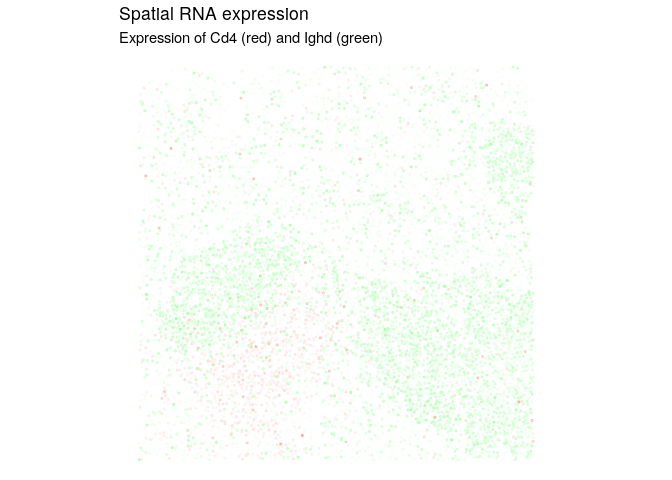 Spatial RNA expression
Expression of Cd4 (red) and Ighd (green)